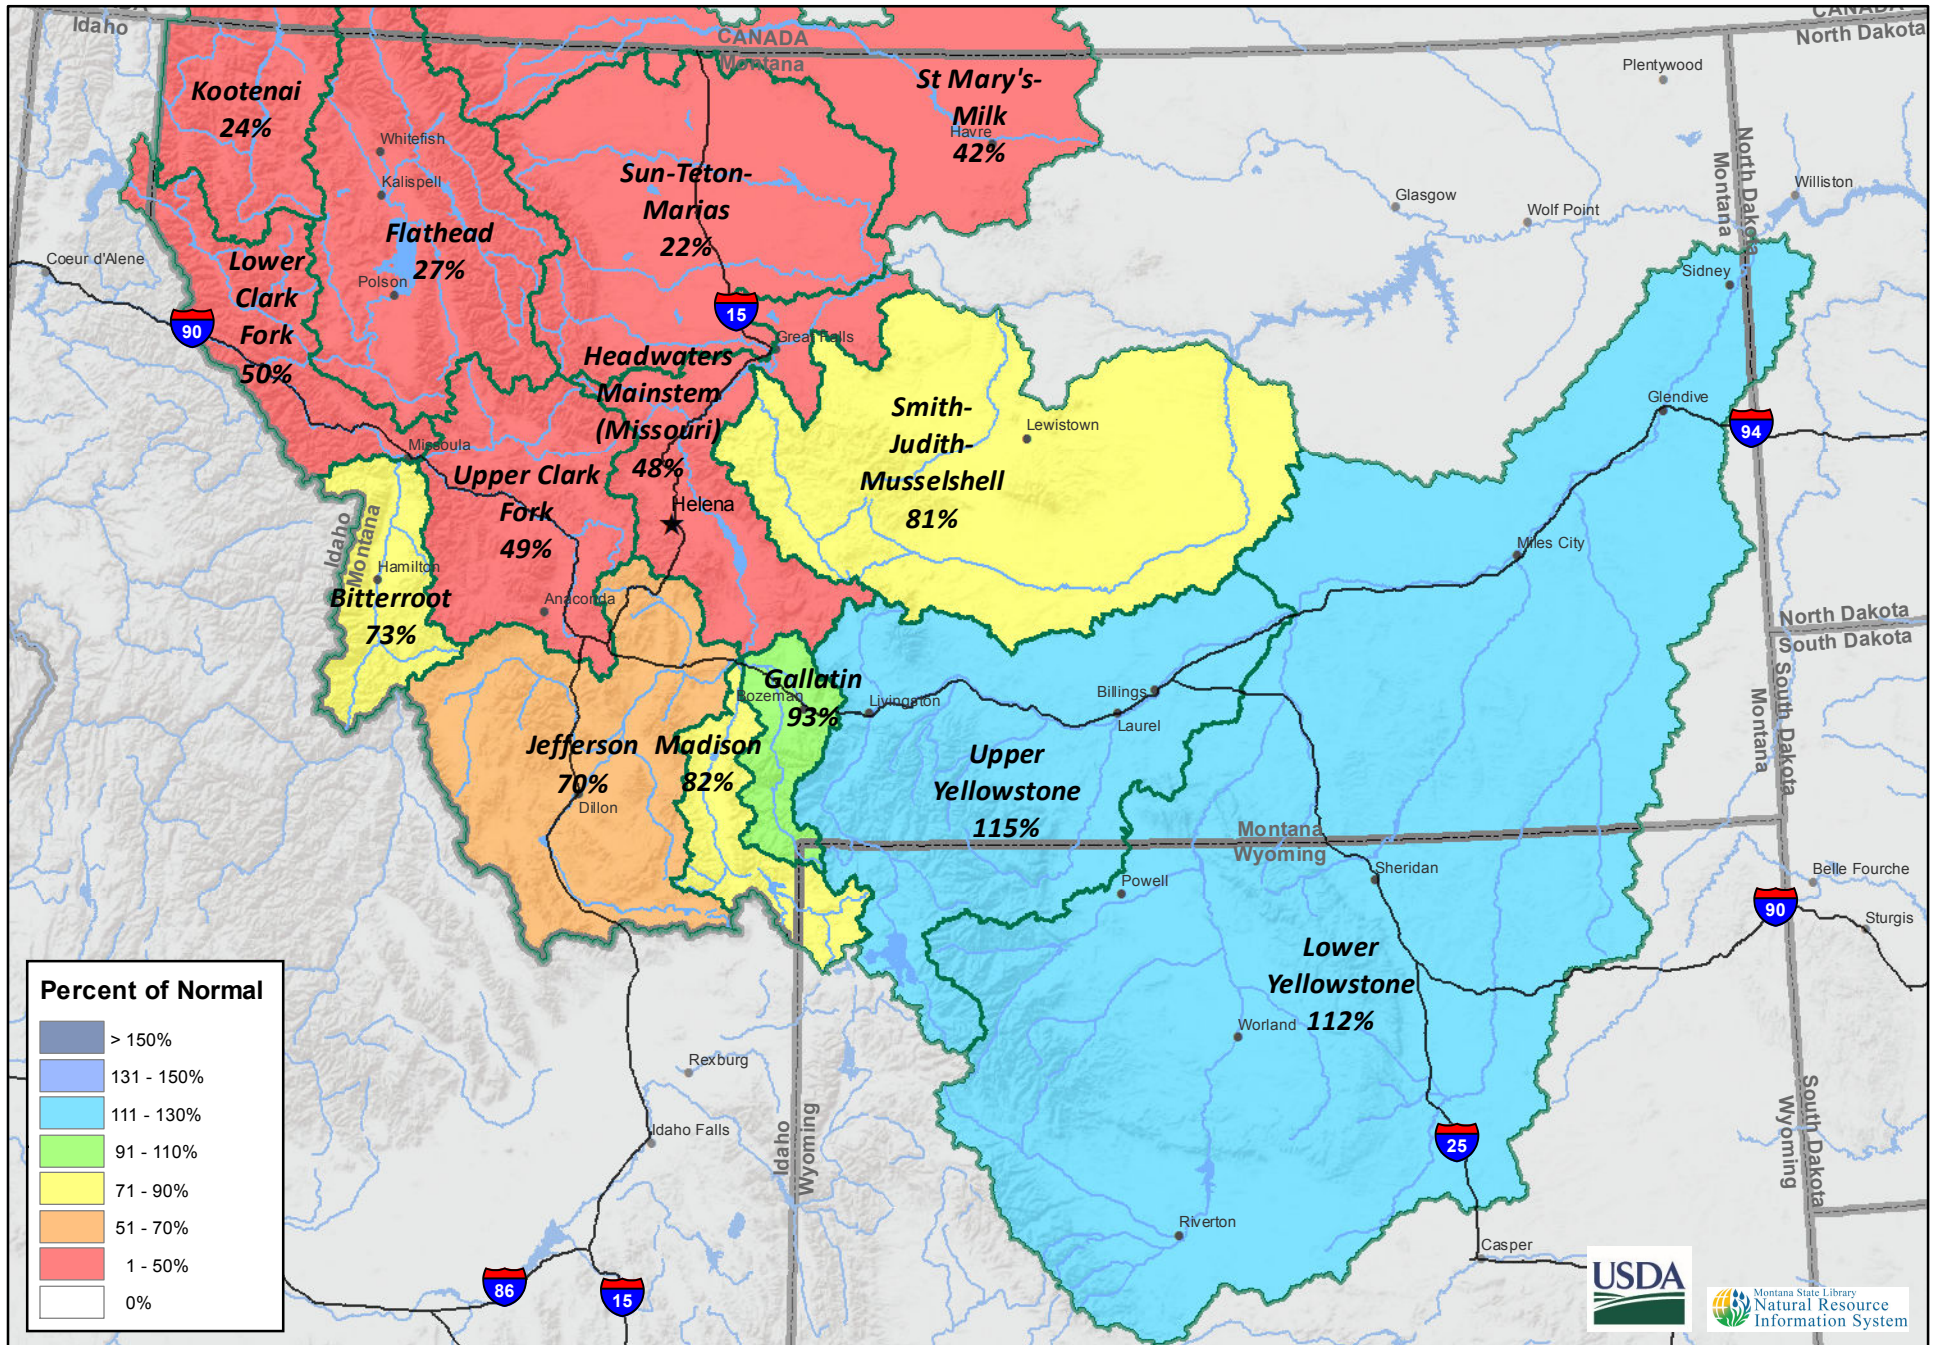 Idaho
CANADA
Montana
CANADA
North Dakota
Kootenai
24%
Whitefish
Kalispell
Flathead
27%
Polson
Sun-Teton-
Marias
22%
St Mary's-
Milk
Havre
42%
Plentywood
Glasgow
Wolf Point
Williston
North Dakota
Montana
Sidney
Coeur d'Alene
90
Lower
Clark
Fork
50%
15
Great Falls
Headwaters
Mainstem
(Missouri)
48%
Helena
Smith-
Judith-
Musselshell
81%
Lewistown
Glendive
94
Missoula
Upper Clark
Fork
49%
Anaconda
Idaho
Montana
Hamilton
Bitterroot
73%
Miles City
North Dakota
South Dakota
Gallatin
93%
Bozeman
Livingston
Billings
Laurel
Jefferson
70%
Dillon
Madison
82%
Upper
Yellowstone
115%
South Dakota
Montana
Montana
Wyoming
Powell
Sheridan
Belle Fourche
90
Sturgis
Lower
Yellowstone
112%
Worland
Percent of Normal
> 150%
131 - 150%
111 - 130%
91 - 110%
71 - 90%
51 - 70%
1 - 50%
0%
Rexburg
Idaho Falls
Idaho
Wyoming
25
South Dakota
Wyoming
Riverton
Casper
86
15
USDA
Montana State Library
Natural Resource
Information System